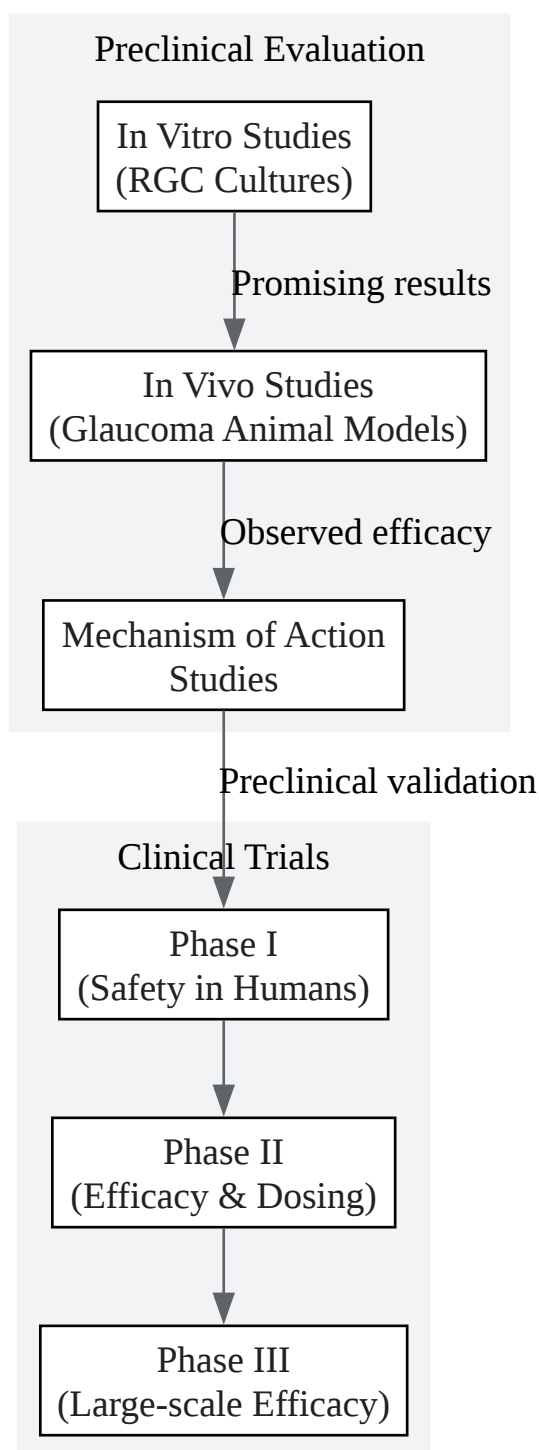 Preclinical Evaluation
In Vitro Studies
(RGC Cultures)
Promising results
In Vivo Studies
(Glaucoma Animal Models)
Observed efficacy
Mechanism of Action
Studies
Preclinical validation
Clinical Trials
Phase I
(Safety in Humans)
Phase II
(Efficacy & Dosing)
Phase III
(Large-scale Efficacy)